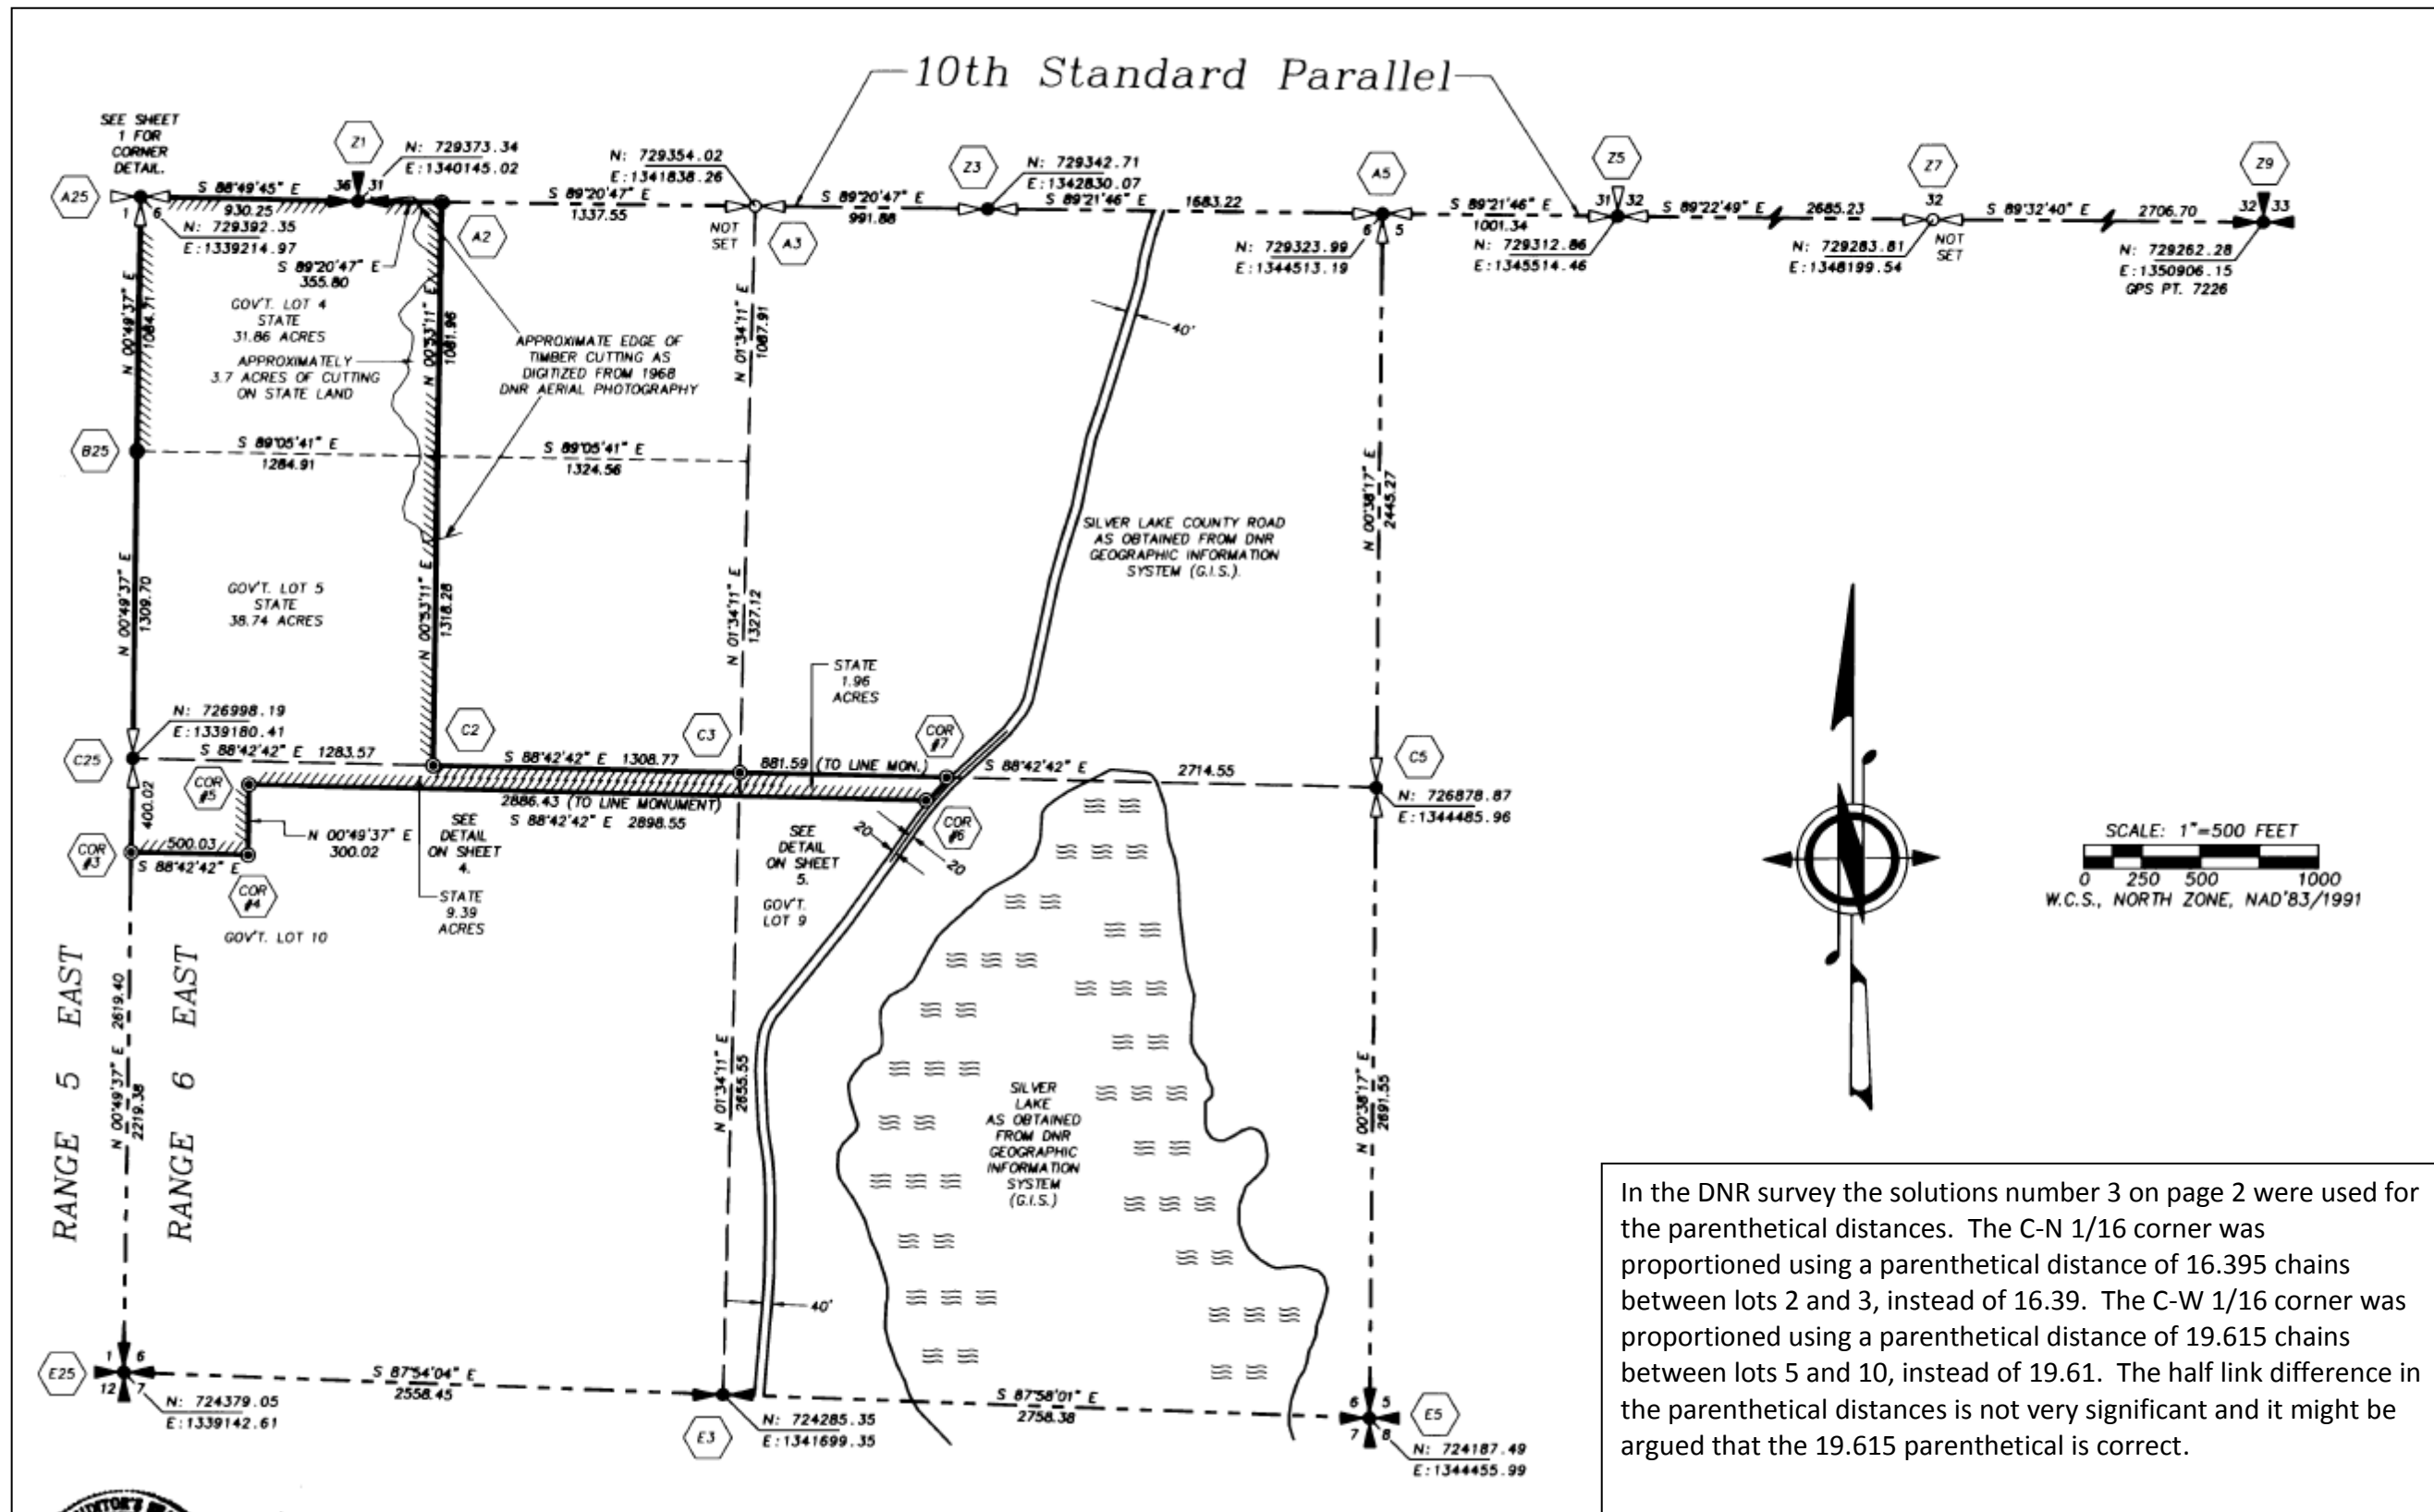 10th Standard Parallel
SEE SHEET
1 FOR
CORNER
DETAIL.
Z1
N: 729373.34
E:1340145.02
N: 729354.02
E:1341838.26
Z3
N: 729342.71
E:1342830.07
A5
Z5
Z7
Z9
A25
S 88°49'45" E
930.25
36 31
S 89°20'47" E
1337.55
S 89°20'47" E
991.88
S 89°21'46" E
1683.22
S 89°21'46" E
1001.34
31 32
S 89°22'49" E
2685.23
32
S 89°32'40" E
2706.70
32 33
1 6
N: 729392.35
E:1339214.97
A2
NOT
SET
A3
6 5
N: 729323.99
E:1344513.19
N: 729312.86
E:1345514.46
N: 729283.81
E:1348199.54
NOT
SET
N: 729262.28
E:1350906.15
GPS PT. 7226
S 89°20'47" E
355.80
N 00°49'37" E
1084.71
GOV'T. LOT 4
STATE
31.86 ACRES
APPROXIMATELY
3.7 ACRES OF CUTTING
ON STATE LAND
N 00°53'11" E
1081.96
APPROXIMATE EDGE OF
TIMBER CUTTING AS
DIGITIZED FROM 1968
DNR AERIAL PHOTOGRAPHY
N 01°34'11" E
1087.91
40'
B25
S 89°05'41" E
1284.91
S 89°05'41" E
1324.56
N 00°38'17" E
2445.27
SILVER LAKE COUNTY ROAD
AS OBTAINED FROM DNR
GEOGRAPHIC INFORMATION
SYSTEM (G.I.S.).
N 00°49'37" E
1309.70
GOV'T. LOT 5
STATE
38.74 ACRES
N 00°53'11" E
1318.28
N 01°34'11" E
1327.12
STATE
1.96
ACRES
N: 726998.19
E:1339180.41
C25
S 88°42'42" E 1283.57
C2
S 88°42'42" E 1308.77
C3
881.59 (TO LINE MON.)
COR
#7
S 88°42'42" E
2714.55
C5
N: 726878.87
E:1344485.96
400.02
COR
#5
2886.43 (TO LINE MONUMENT)
S 88°42'42" E 2898.55
COR
#6
20
20
COR
#3
500.03
S 88°42'42" E
N 00°49'37" E
300.02
COR
#4
SEE
DETAIL
ON SHEET
4.
SEE
DETAIL
ON SHEET
5.
STATE
9.39
ACRES
GOV'T.
LOT 9
GOV'T. LOT 10
SCALE: 1"=500 FEET
0 250 500 1000
W.C.S., NORTH ZONE, NAD'83/1991
RANGE 5 EAST
RANGE 6 EAST
N 00°49'37" E 2619.40
2219.38
N 01°34'11" E
2655.55
N 00°38'17" E
2691.55
SILVER
LAKE
AS OBTAINED
FROM DNR
GEOGRAPHIC
INFORMATION
SYSTEM
(G.I.S.)
40'
E25
1 6
12 7
S 87°54'04" E
2558.45
S 87°58'01" E
2758.38
N: 724379.05
E:1339142.61
E3
N: 724285.35
E:1341699.35
6 5
7 8
E5
N: 724187.49
E:1344455.99
In the DNR survey the solutions number 3 on page 2 were used for
the parenthetical distances. The C-N 1/16 corner was
proportioned using a parenthetical distance of 16.395 chains
between lots 2 and 3, instead of 16.39. The C-W 1/16 corner was
proportioned using a parenthetical distance of 19.615 chains
between lots 5 and 10, instead of 19.61. The half link difference in
the parenthetical distances is not very significant and it might be
argued that the 19.615 parenthetical is correct.